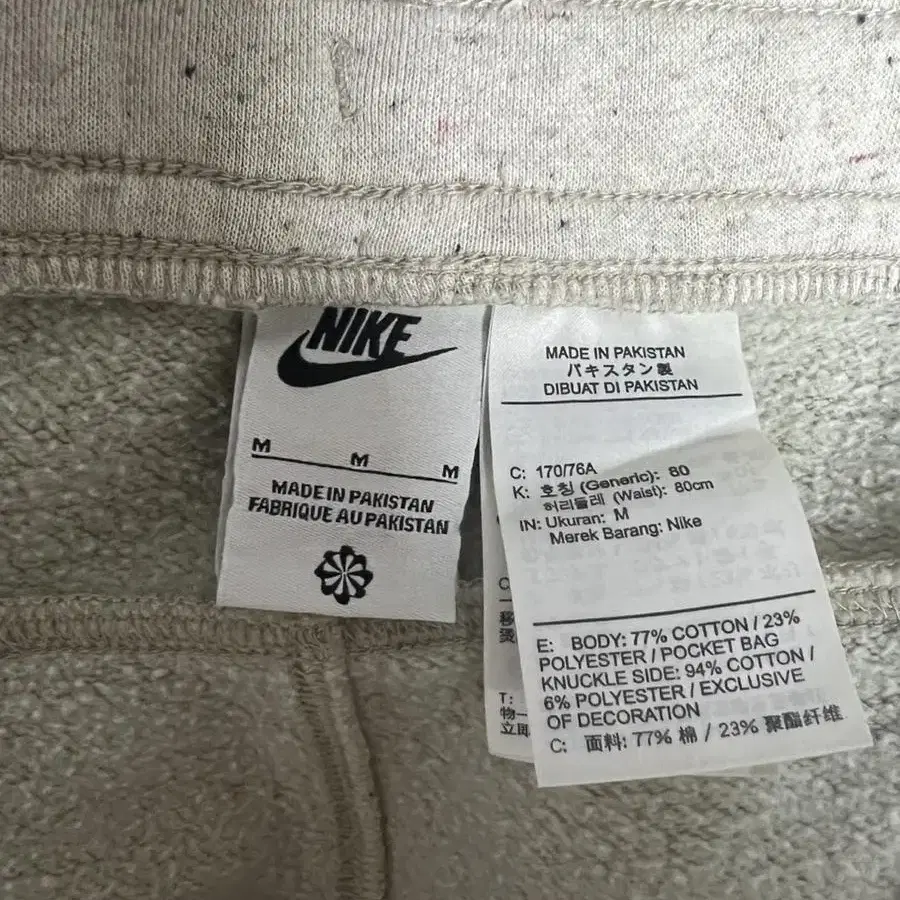 NIKE
M M M
MADE IN PAKISTAN
FABRIQUE AU PAKISTAN
MADE IN PAKISTAN
パキスタン製
DIBUAT DI PAKISTAN
C: 170/76A
K: 호칭 (Generic): 80
허리둘레 (Waist): 80cm
IN: Ukuran: M
Merek Barang: Nike
E: BODY: 77% COTTON / 23%
POLYESTER / POCKET BAG
KNUCKLE SIDE: 94% COTTON /
6% POLYESTER / EXCLUSIVE
OF DECORATION
C: 面料: 77% 棉 / 23% 聚酯纤维
T:
物一